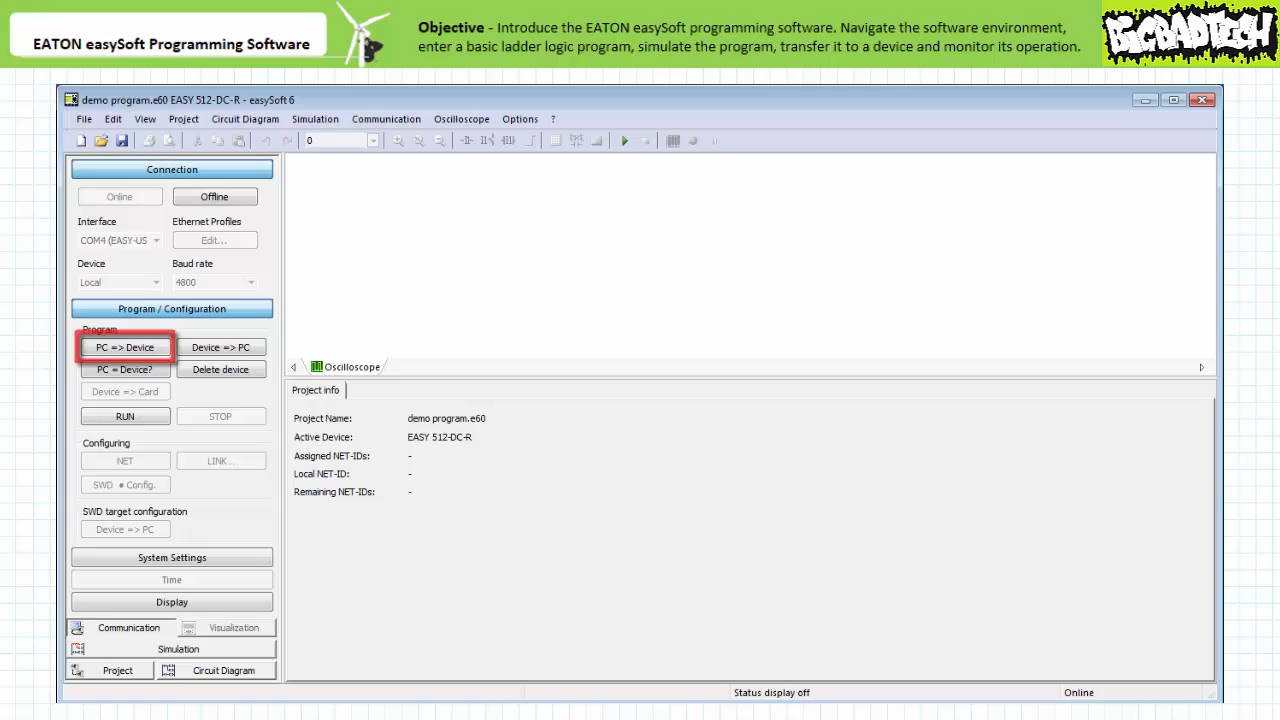 EATON easySoft Programming Software
Objective - Introduce the EATON easySoft programming software. Navigate the software environment,
enter a basic ladder logic program, simulate the program, transfer it to a device and monitor its operation.
BIGBADTECH
demo program.e60 EASY 512-DC-R - easySoft 6
File Edit View Project Circuit Diagram Simulation Communication Oscilloscope Options ?
0
Connection
Online Offline
Interface Ethernet Profiles
COM4 (EASY-US Edit...
Device Baud rate
Local 4800
Program / Configuration
Program
PC => Device Device => PC
PC = Device? Delete device
Device => Card
RUN STOP
Configuring
NET LINK...
SWD • Config.
SWD target configuration
Device => PC
System Settings
Time
Display
Communication Visualization
Simulation
Project Circuit Diagram
Oscilloscope
Project info
Project Name: demo program.e60
Active Device: EASY 512-DC-R
Assigned NET-IDs: -
Local NET-ID: -
Remaining NET-IDs: -
Status display off Online